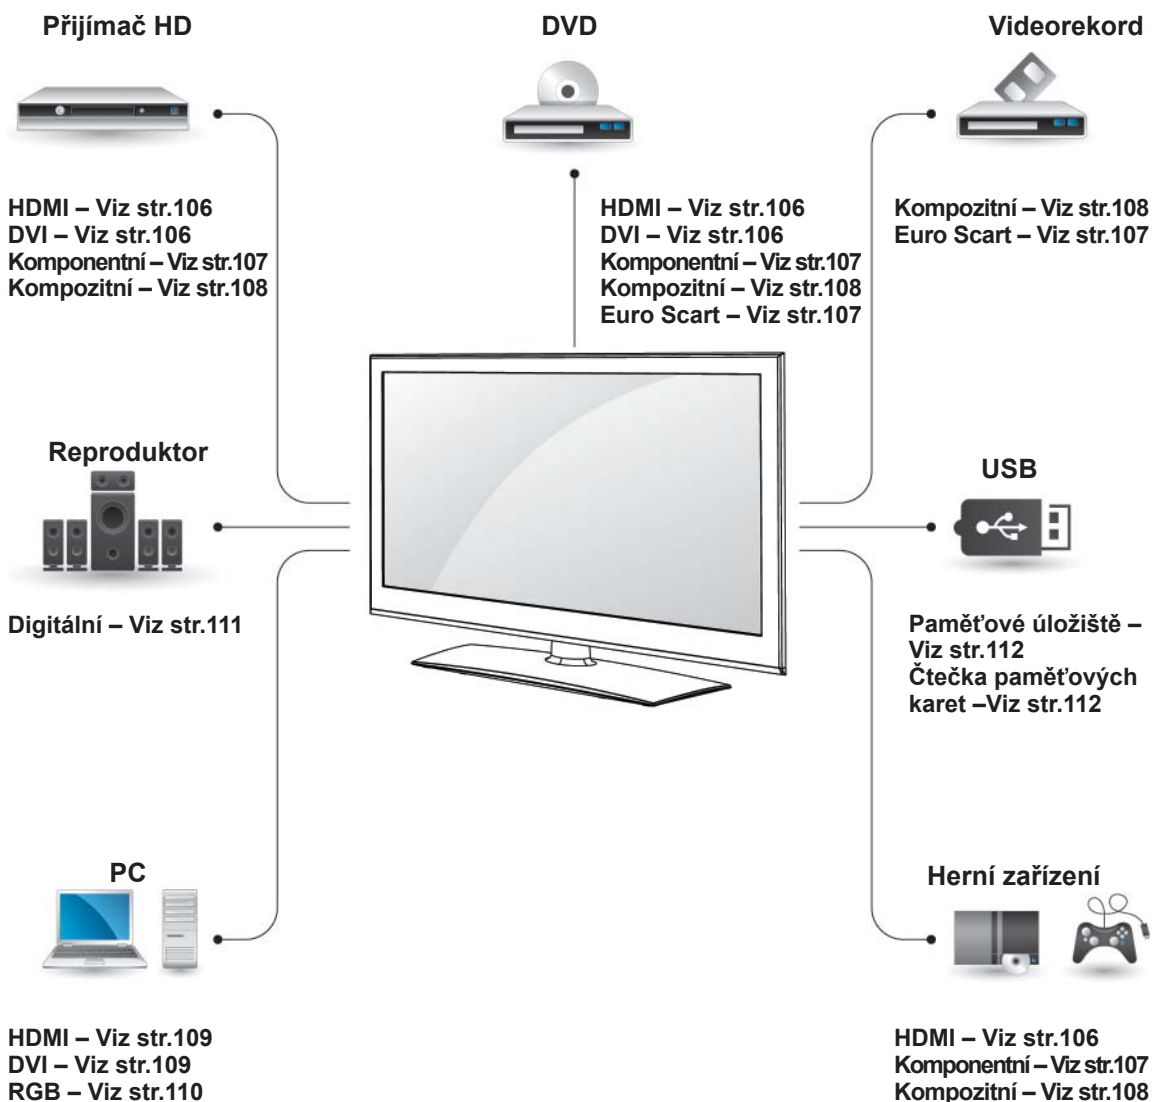 Přijímač HD
HDMI – Viz str.106
DVI – Viz str.106
Komponentní – Viz str.107
Kompozitní – Viz str.108
DVD
HDMI – Viz str.106
DVI – Viz str.106
Komponentní – Viz str.107
Kompozitní – Viz str.108
Euro Scart – Viz str.107
Videorekord
Kompozitní – Viz str.108
Euro Scart – Viz str.107
Reproduktor
Digitální – Viz str.111
USB
Paměťové úložiště –
Viz str.112
Čtečka paměťových
karet –Viz str.112
PC
HDMI – Viz str.109
DVI – Viz str.109
RGB – Viz str.110
Herní zařízení
HDMI – Viz str.106
Komponentní – Viz str.107
Kompozitní – Viz str.108